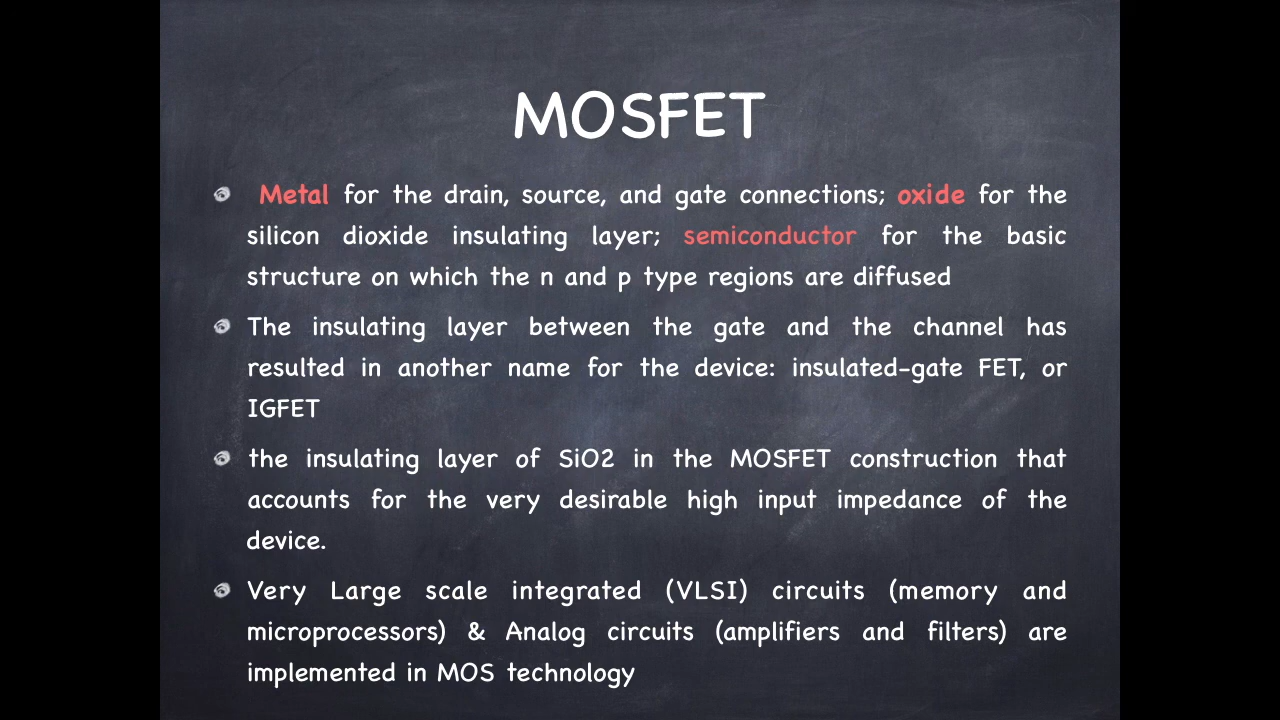 MOSFET
Metal for the drain, source, and gate connections; oxide for the
silicon dioxide insulating layer; semiconductor for the basic
structure on which the n and p type regions are diffused
The insulating layer between the gate and the channel has
resulted in another name for the device: insulated-gate FET, or
IGFET
the insulating layer of SiO2 in the MOSFET construction that
accounts for the very desirable high input impedance of the
device.
Very Large scale integrated (VLSI) circuits (memory and
microprocessors) & Analog circuits (amplifiers and filters) are
implemented in MOS technology